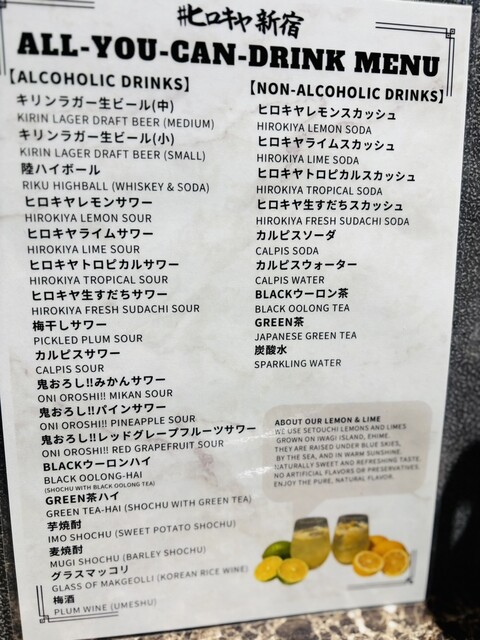 #ヒロキヤ新宿
ALL-YOU-CAN-DRINK MENU
【ALCOHOLIC DRINKS】
キリンラガー生ビール(中)
KIRIN LAGER DRAFT BEER (MEDIUM)
キリンラガー生ビール(小)
KIRIN LAGER DRAFT BEER (SMALL)
陸ハイボール
RIKU HIGHBALL (WHISKEY & SODA)
ヒロキヤレモンサワー
HIROKIYA LEMON SOUR
ヒロキヤライムサワー
HIROKIYA LIME SOUR
ヒロキヤトロピカルサワー
HIROKIYA TROPICAL SOUR
ヒロキヤ生すだちサワー
HIROKIYA FRESH SUDACHI SOUR
梅干しサワー
PICKLED PLUM SOUR
カルピスサワー
CALPIS SOUR
鬼おろし!!みかんサワー
ONI OROSHI!! MIKAN SOUR
鬼おろし!!パインサワー
ONI OROSHI!! PINEAPPLE SOUR
鬼おろし!!レッドグレープフルーツサワー
ONI OROSHI!! RED GRAPEFRUIT SOUR
BLACKウーロンハイ
BLACK OOLONG-HAI
(SHOCHU WITH BLACK OOLONG TEA)
GREEN茶ハイ
GREEN TEA-HAI (SHOCHU WITH GREEN TEA)
芋焼酎
IMO SHOCHU (SWEET POTATO SHOCHU)
麦焼酎
MUGI SHOCHU (BARLEY SHOCHU)
グラスマッコリ
GLASS OF MAKGEOLLI (KOREAN RICE WINE)
梅酒
PLUM WINE (UMESHU)
【NON-ALCOHOLIC DRINKS】
ヒロキヤレモンスカッシュ
HIROKIYA LEMON SODA
ヒロキヤライムスカッシュ
HIROKIYA LIME SODA
ヒロキヤトロピカルスカッシュ
HIROKIYA TROPICAL SODA
ヒロキヤ生すだちスカッシュ
HIROKIYA FRESH SUDACHI SODA
カルピスソーダ
CALPIS SODA
カルピスウォーター
CALPIS WATER
BLACKウーロン茶
BLACK OOLONG TEA
GREEN茶
JAPANESE GREEN TEA
炭酸水
SPARKLING WATER
ABOUT OUR LEMON & LIME
WE USE SETOUCHI LEMONS AND LIMES
GROWN ON IWAGI ISLAND, EHIME.
THEY ARE RAISED UNDER BLUE SKIES,
BY THE SEA, AND IN WARM SUNSHINE.
NATURALLY SWEET AND REFRESHING TASTE.
NO ARTIFICIAL FLAVORS OR PRESERVATIVES.
ENJOY THE PURE, NATURAL FLAVOR.